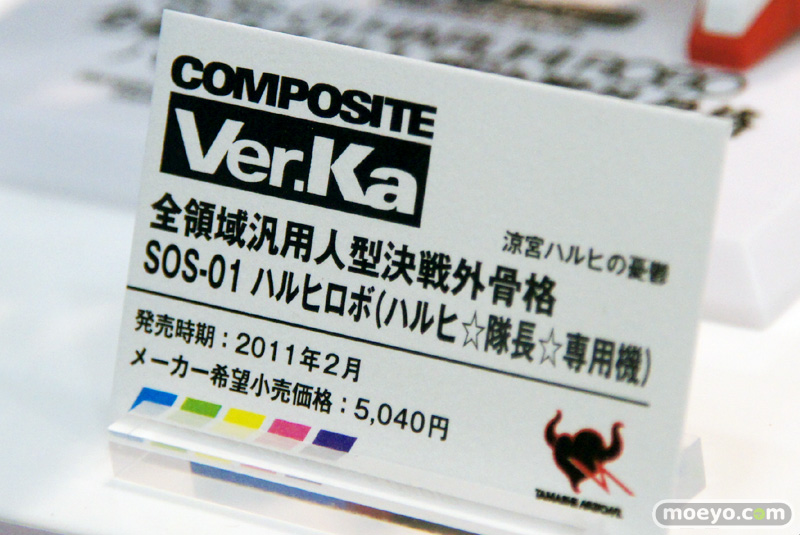 COMPOSITE
Ver.Ka
涼宮ハルヒの憂鬱
全領域汎用人型決戦外骨格
SOS-01 ハルヒロボ(ハルヒ☆隊長☆専用機)
発売時期：2011年2月
メーカー希望小売価格：5,040円
moeyo.com